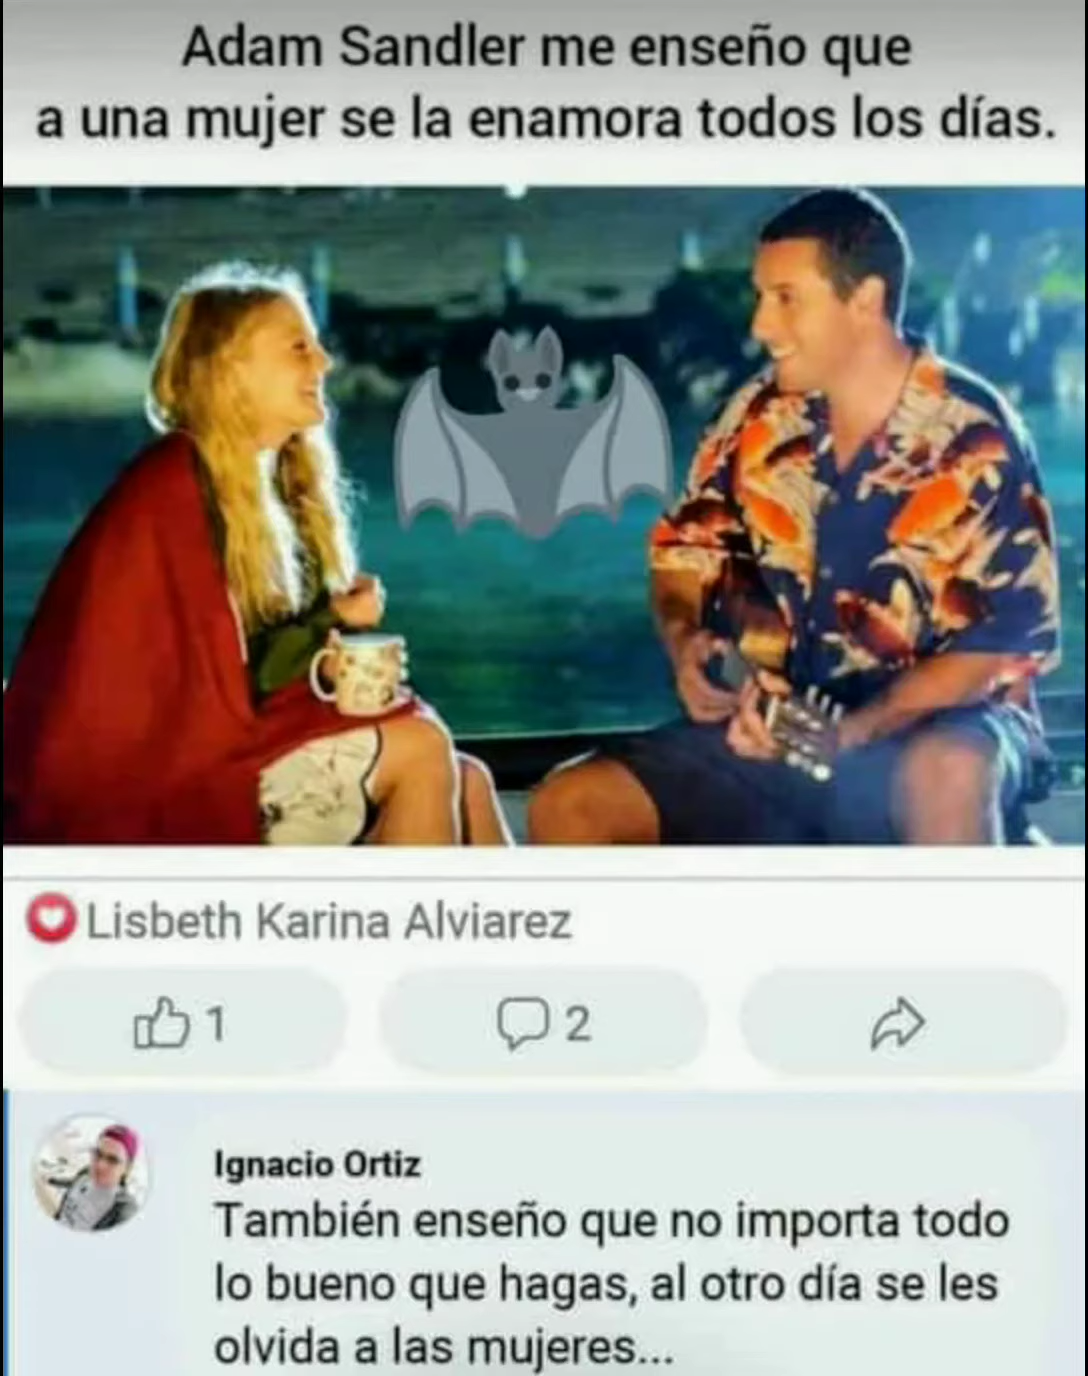 Adam Sandler me enseño que
a una mujer se la enamora todos los días.
Lisbeth Karina Alviarez
1
2
Ignacio Ortiz
También enseño que no importa todo
lo bueno que hagas, al otro día se les
olvida a las mujeres...